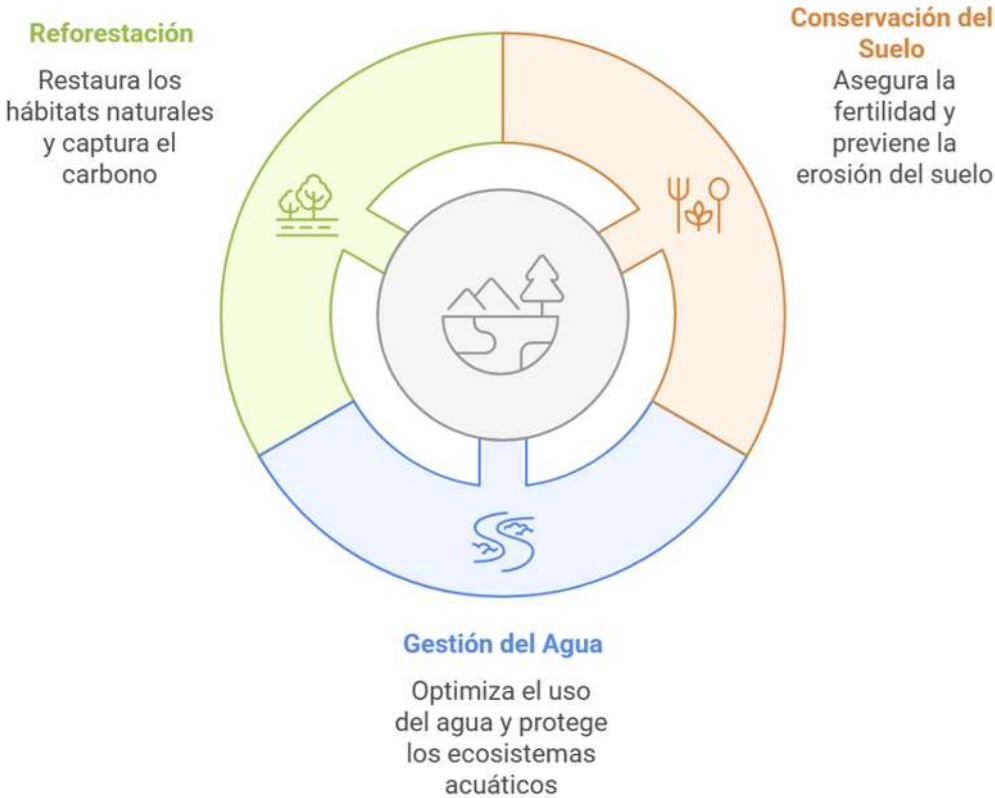 Reforestación
Restaura los
hábitats naturales
y captura el
carbono
Conservación del
Suelo
Asegura la
fertilidad y
previene la
erosión del suelo
Gestión del Agua
Optimiza el uso
del agua y protege
los ecosistemas
acuáticos